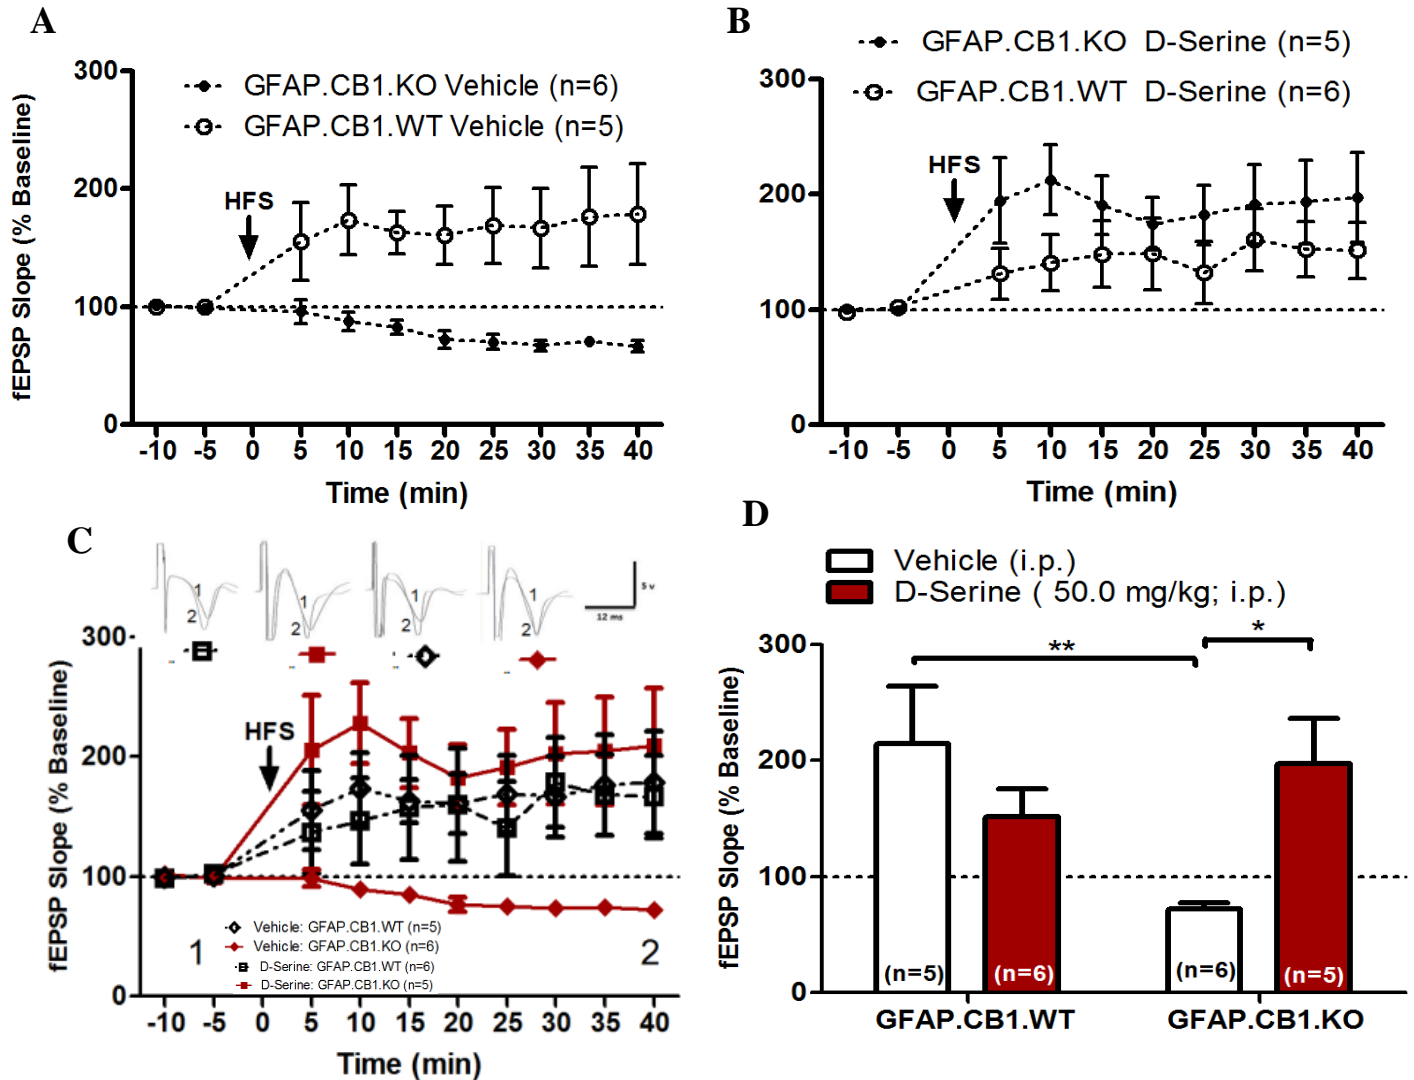 A
300
GFAP.CB1.KO Vehicle (n=6)
GFAP.CB1.WT Vehicle (n=5)
200
HFS
100
0
fEPSP Slope (% Baseline)
-10 -5 0 5 10 15 20 25 30 35 40
Time (min)
B
GFAP.CB1.KO D-Serine (n=5)
GFAP.CB1.WT D-Serine (n=6)
300
HFS
200
100
0
-10 -5 0 5 10 15 20 25 30 35 40
Time (min)
C
1 1 1 1
2 2 2 2
5 v
12 ms
300
HFS
200
100
0
fEPSP Slope (% Baseline)
Vehicle: GFAP.CB1.WT (n=5)
Vehicle: GFAP.CB1.KO (n=6)
D-Serine: GFAP.CB1.WT (n=6)
D-Serine: GFAP.CB1.KO (n=5)
1 2
-10 -5 0 5 10 15 20 25 30 35 40
Time (min)
D
Vehicle (i.p.)
D-Serine ( 50.0 mg/kg; i.p.)
300
** *
200
100
0
fEPSP Slope (% Baseline)
(n=5) (n=6) (n=6) (n=5)
GFAP.CB1.WT GFAP.CB1.KO